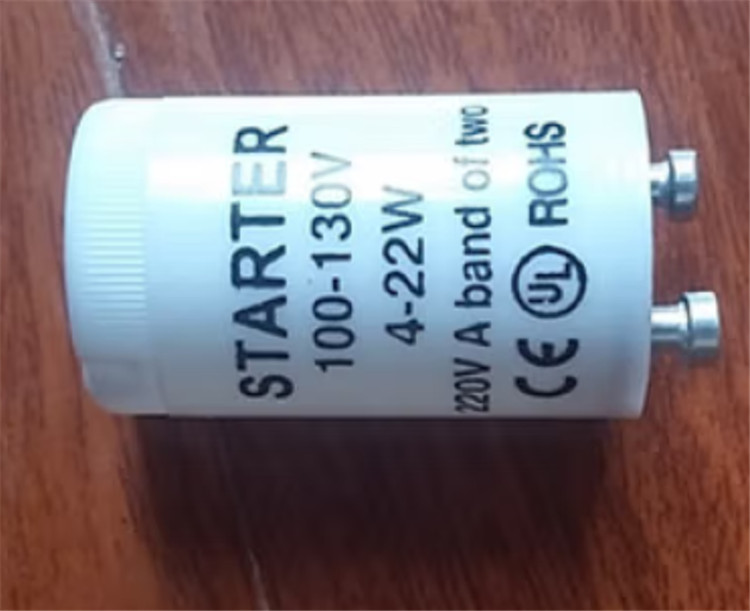 STARTER
100-130V
4-22W
220V A band of two
CE UL ROHS